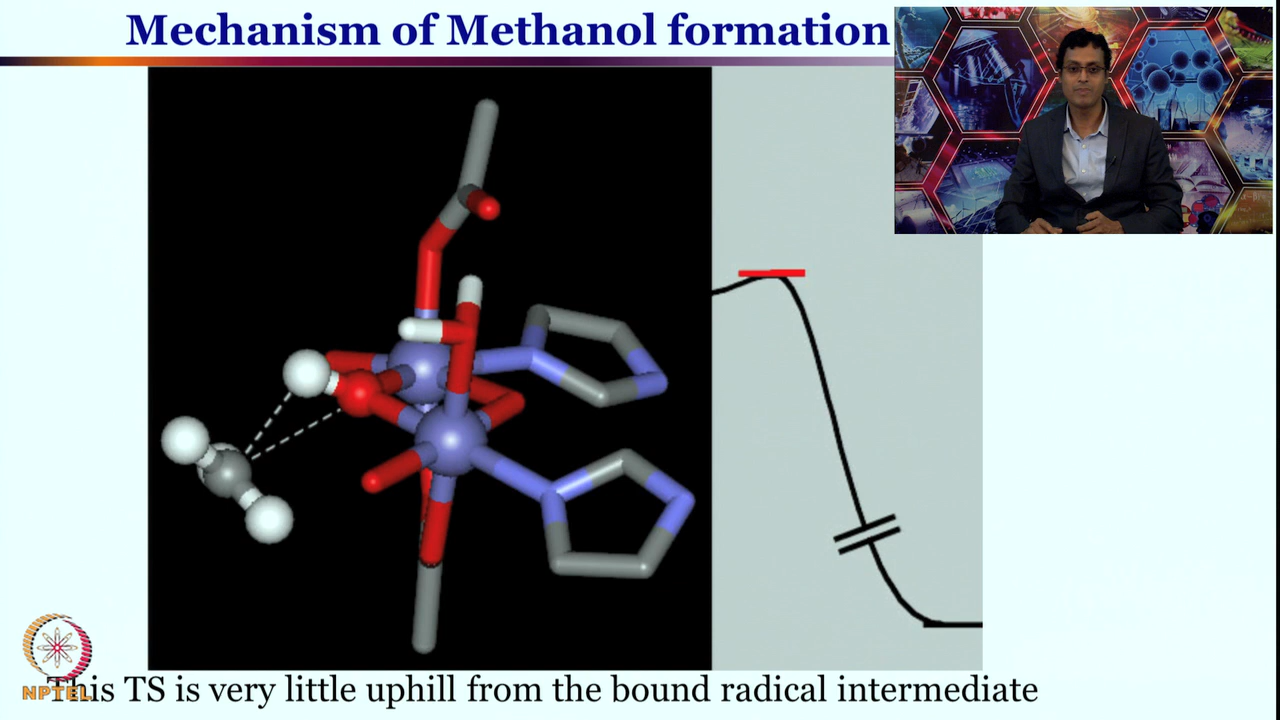 Mechanism of Methanol formation
This TS is very little uphill from the bound radical intermediate
NPTEL